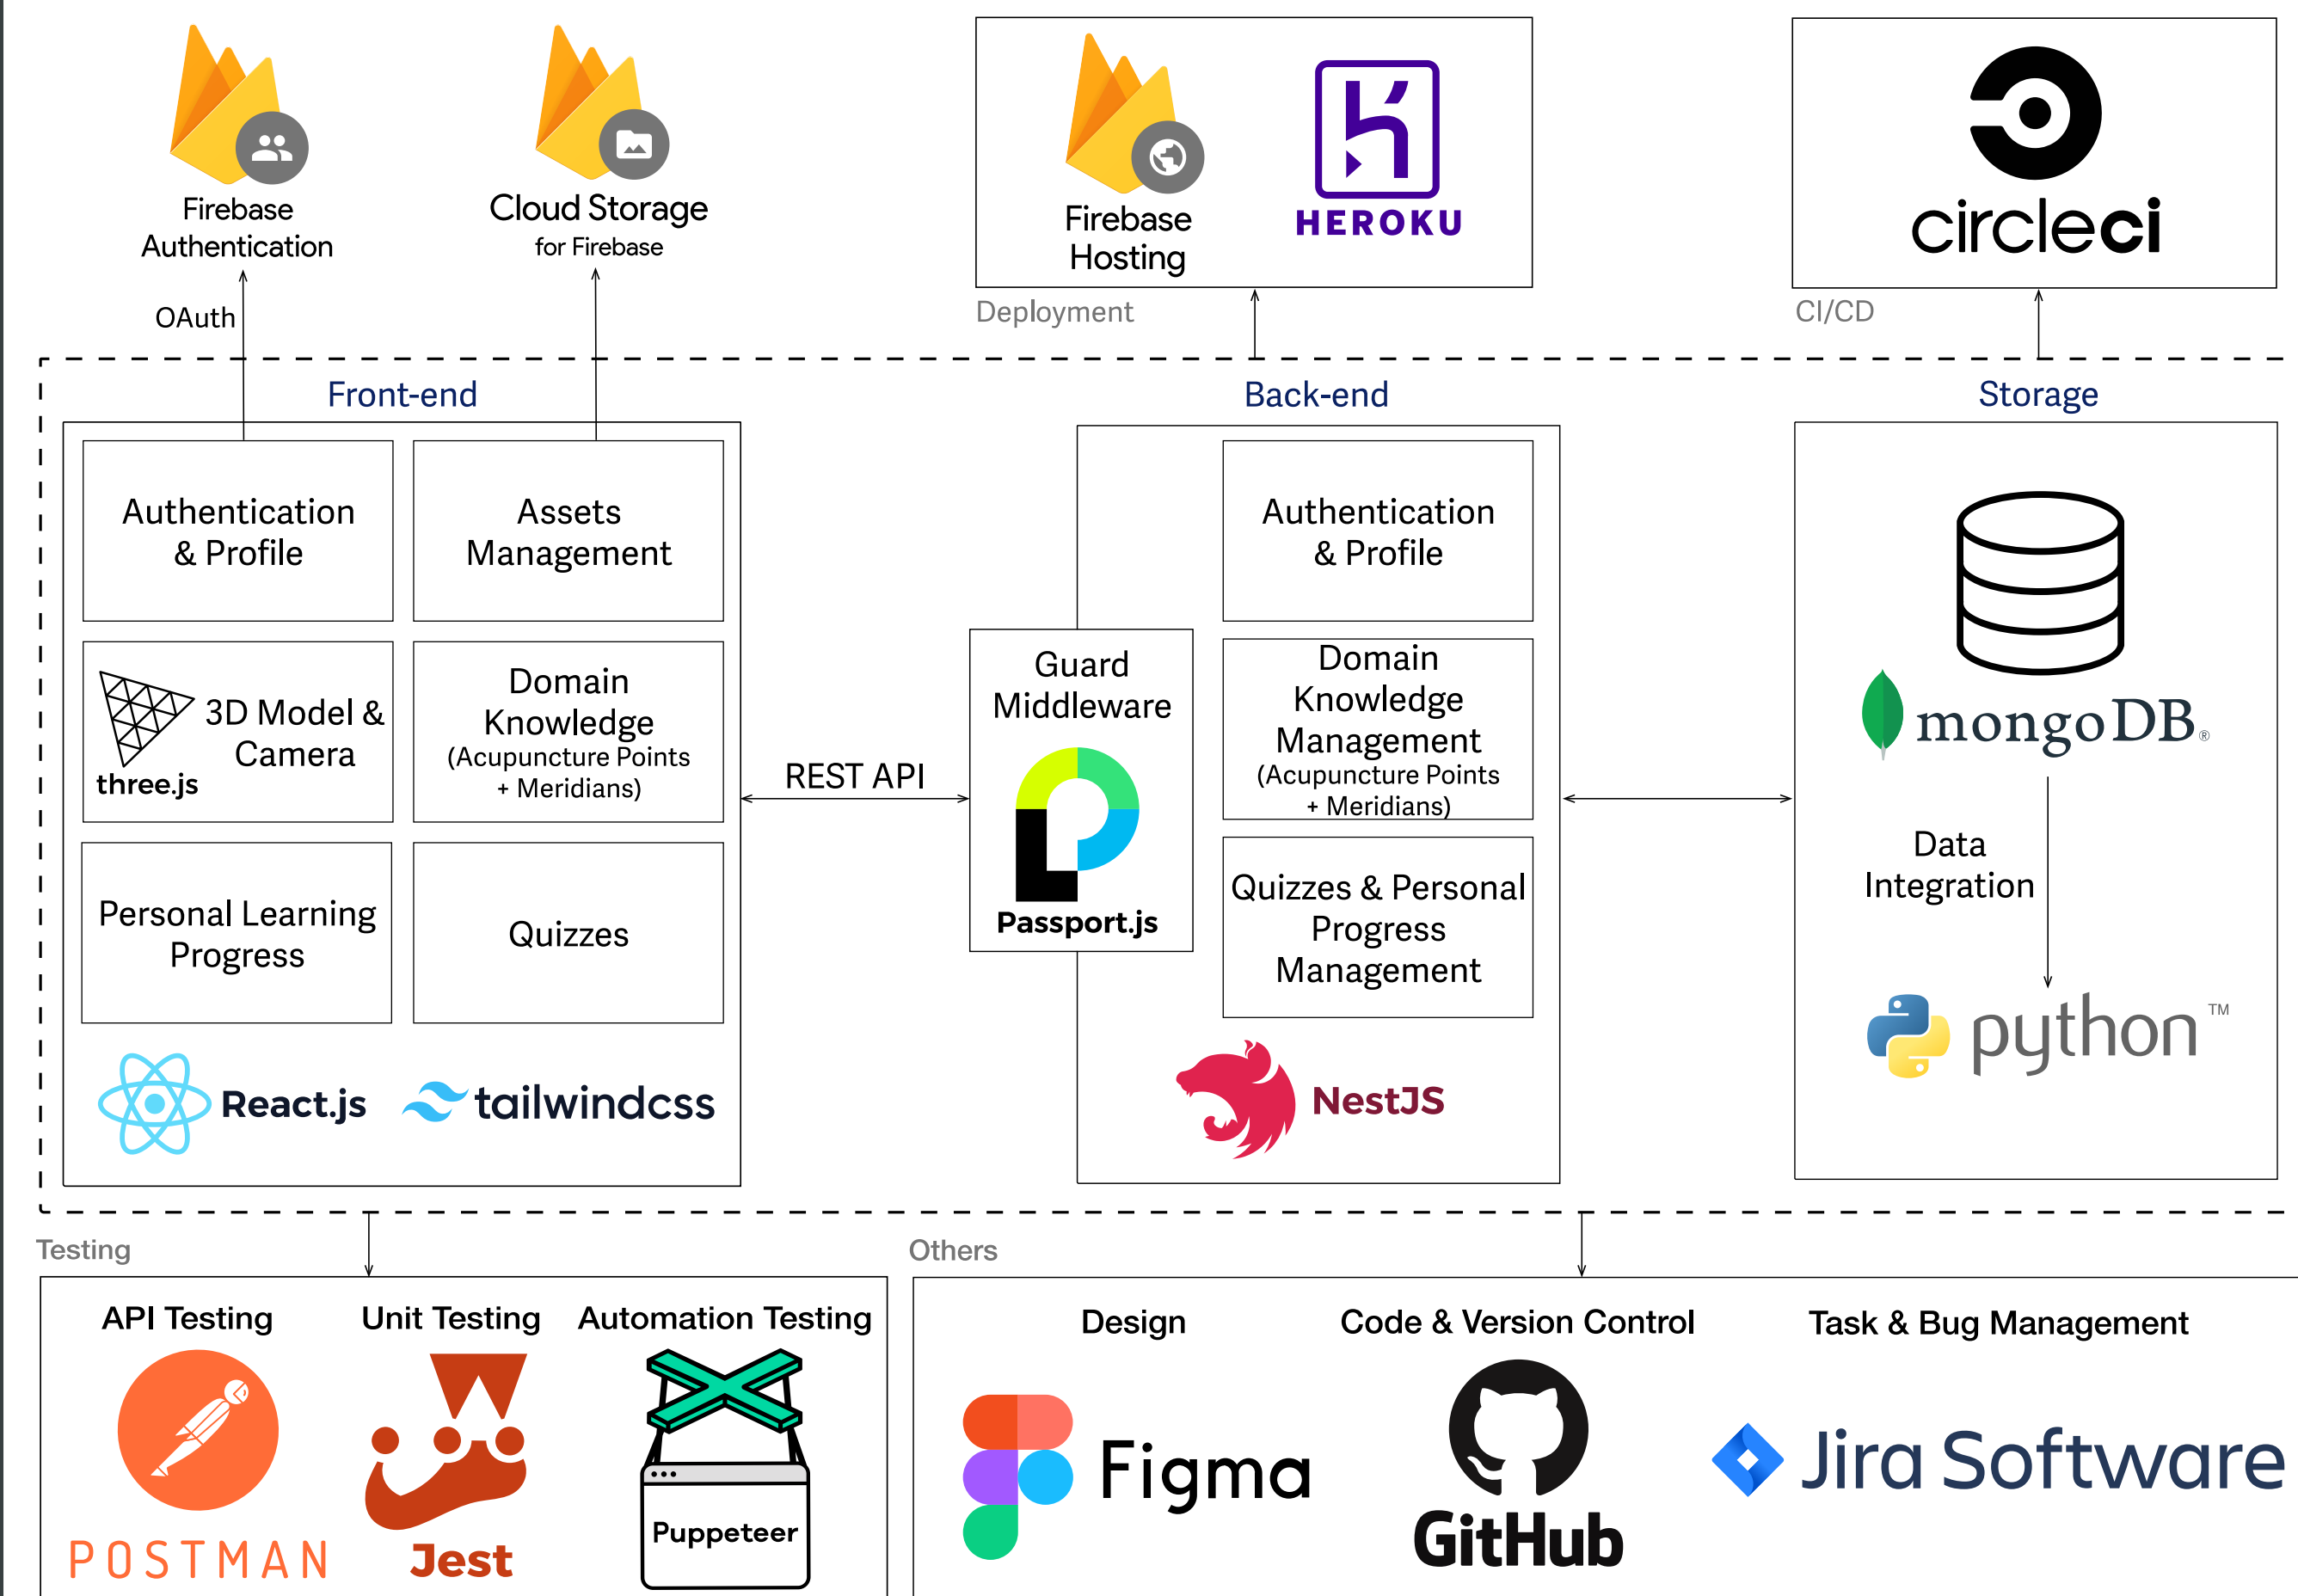 Firebase
Authentication
Cloud Storage
for Firebase
Firebase
Hosting
HEROKU
circleci
OAuth
Deployment
CI/CD
Front-end
Back-end
Storage
Authentication
& Profile
Assets
Management
three.js
3D Model &
Camera
Domain
Knowledge
(Acupuncture Points
+ Meridians)
Personal Learning
Progress
Quizzes
React.js
tailwindcss
REST API
Guard
Middleware
Passport.js
Authentication
& Profile
Domain
Knowledge
Management
(Acupuncture Points
+ Meridians)
Quizzes & Personal
Progress
Management
NestJS
mongoDB®
Data
Integration
python™
Testing
API Testing
Unit Testing
Automation Testing
POSTMAN
Jest
Puppeteer
Others
Design
Code & Version Control
Task & Bug Management
Figma
GitHub
Jira Software